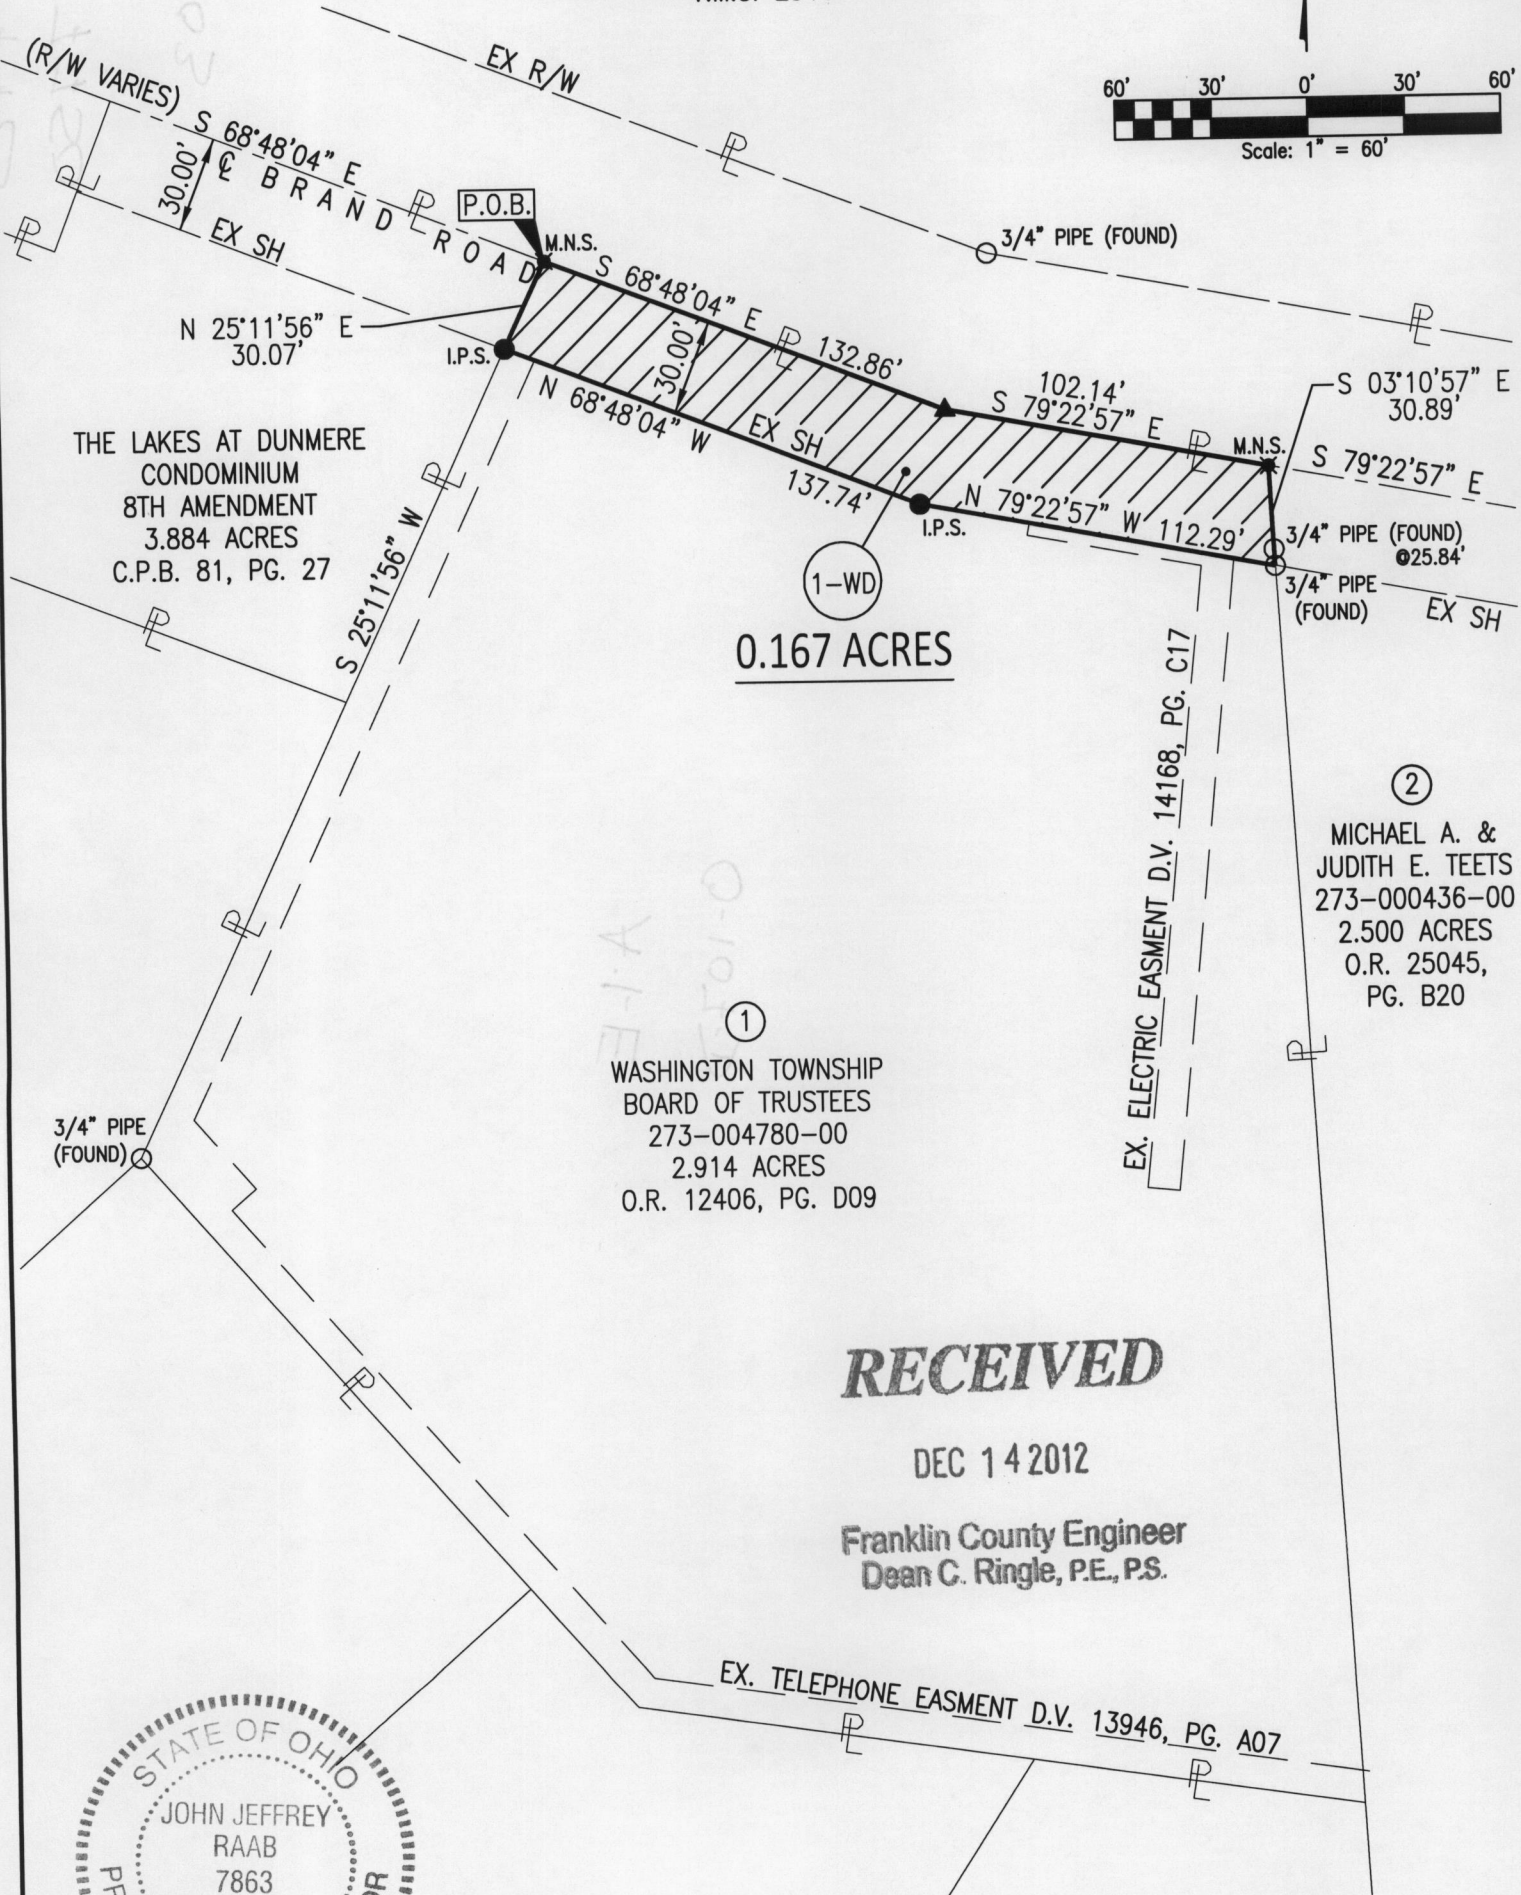 EX R/W
(R/W VARIES)
60' 30' 0' 30' 60'
Scale: 1" = 60'
S 68°48'04" E
30.00'
℄ BRAND ROAD
EX SH
P.O.B.
M.N.S.
3/4" PIPE (FOUND)
N 25°11'56" E
30.07'
I.P.S.
S 68°48'04" E
132.86'
30.00'
102.14'
S 79°22'57" E
S 03°10'57" E
30.89'
M.N.S.
S 79°22'57" E
N 68°48'04" W
EX SH
137.74'
N 79°22'57" W 112.29'
I.P.S.
3/4" PIPE (FOUND)
@25.84'
3/4" PIPE
(FOUND)
EX SH
THE LAKES AT DUNMERE
CONDOMINIUM
8TH AMENDMENT
3.884 ACRES
C.P.B. 81, PG. 27
S 25°11'56" W
1-WD
0.167 ACRES
EX. ELECTRIC EASMENT D.V. 14168, PG. C17
2
MICHAEL A. &
JUDITH E. TEETS
273-000436-00
2.500 ACRES
O.R. 25045,
PG. B20
1
WASHINGTON TOWNSHIP
BOARD OF TRUSTEES
273-004780-00
2.914 ACRES
O.R. 12406, PG. D09
3/4" PIPE
(FOUND)
RECEIVED
DEC 14 2012
Franklin County Engineer
Dean C. Ringle, P.E., P.S.
EX. TELEPHONE EASMENT D.V. 13946, PG. A07
STATE OF OHIO
JOHN JEFFREY
RAAB
7863